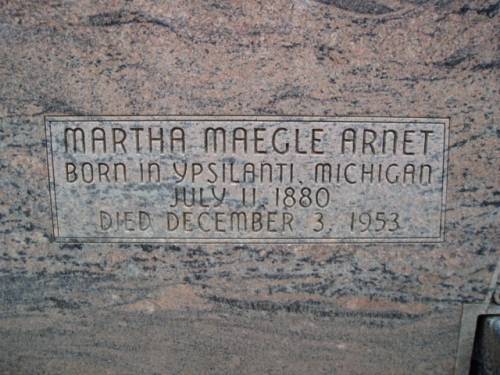 MARTHA MAEGLE ARNET
BORN IN YPSILANTI, MICHIGAN
JULY 11, 1880
DIED DECEMBER 3, 1953